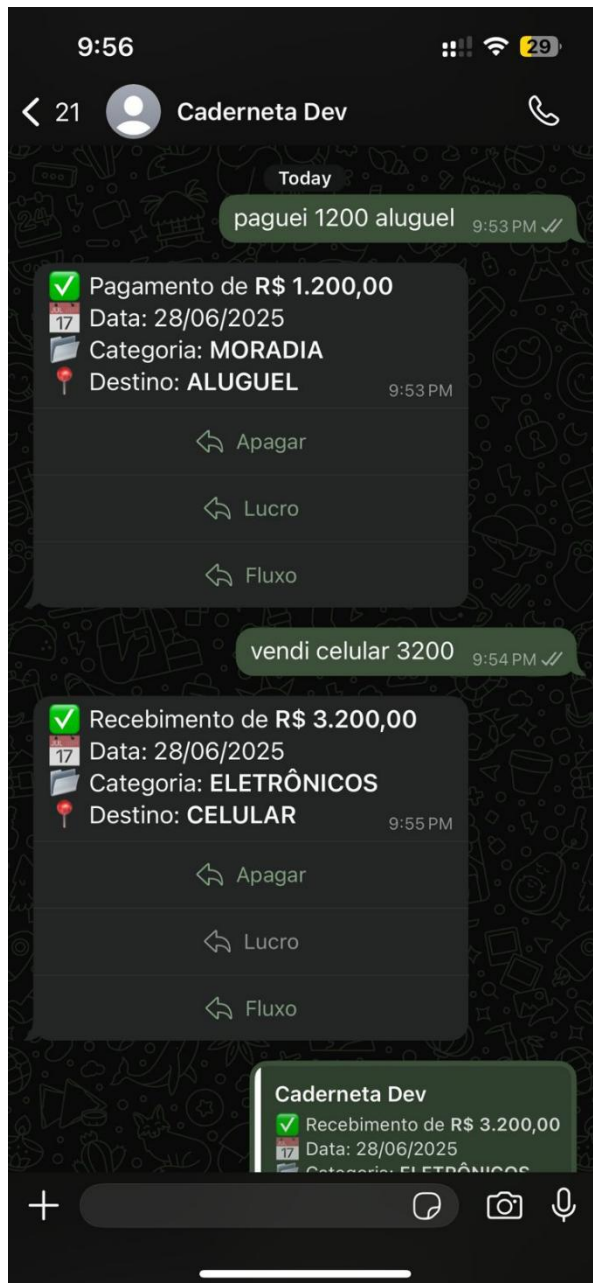 9:56
29
21
Caderneta Dev
Today
paguei 1200 aluguel 9:53 PM
✅ Pagamento de R$ 1.200,00
📅 Data: 28/06/2025
📁 Categoria: MORADIA
📍 Destino: ALUGUEL 9:53 PM
Apagar
Lucro
Fluxo
vendi celular 3200 9:54 PM
✅ Recebimento de R$ 3.200,00
📅 Data: 28/06/2025
📁 Categoria: ELETRÔNICOS
📍 Destino: CELULAR 9:55 PM
Apagar
Lucro
Fluxo
Caderneta Dev
✅ Recebimento de R$ 3.200,00
📅 Data: 28/06/2025
📁 Categoria: ELETRÔNICOS